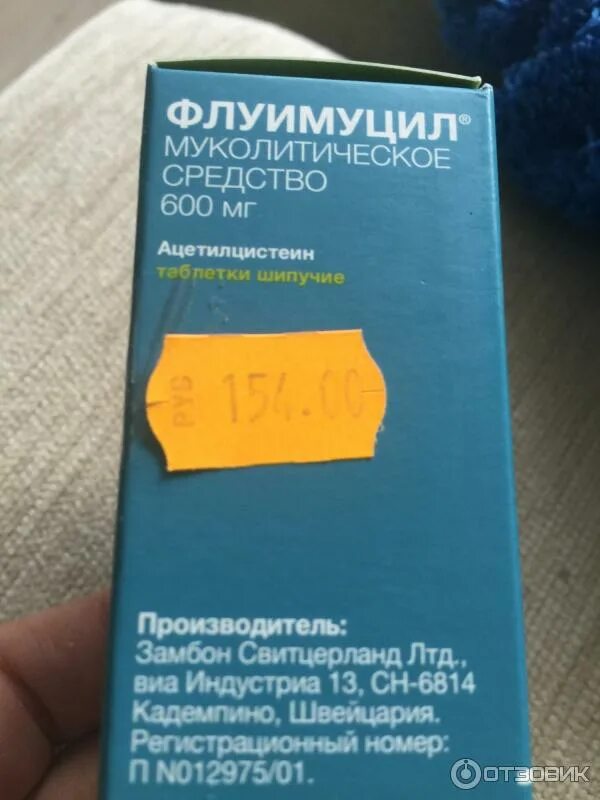 ФЛУИМУЦИЛ®
МУКОЛИТИЧЕСКОЕ
СРЕДСТВО
600 мг
Ацетилцистеин
таблетки шипучие
РУБ 154.00
Производитель:
Замбон Свитцерланд Лтд.,
виа Индустриа 13, CH-6814
Кадемпино, Швейцария.
Регистрационный номер:
П N012975/01.
ОТЗОВИК